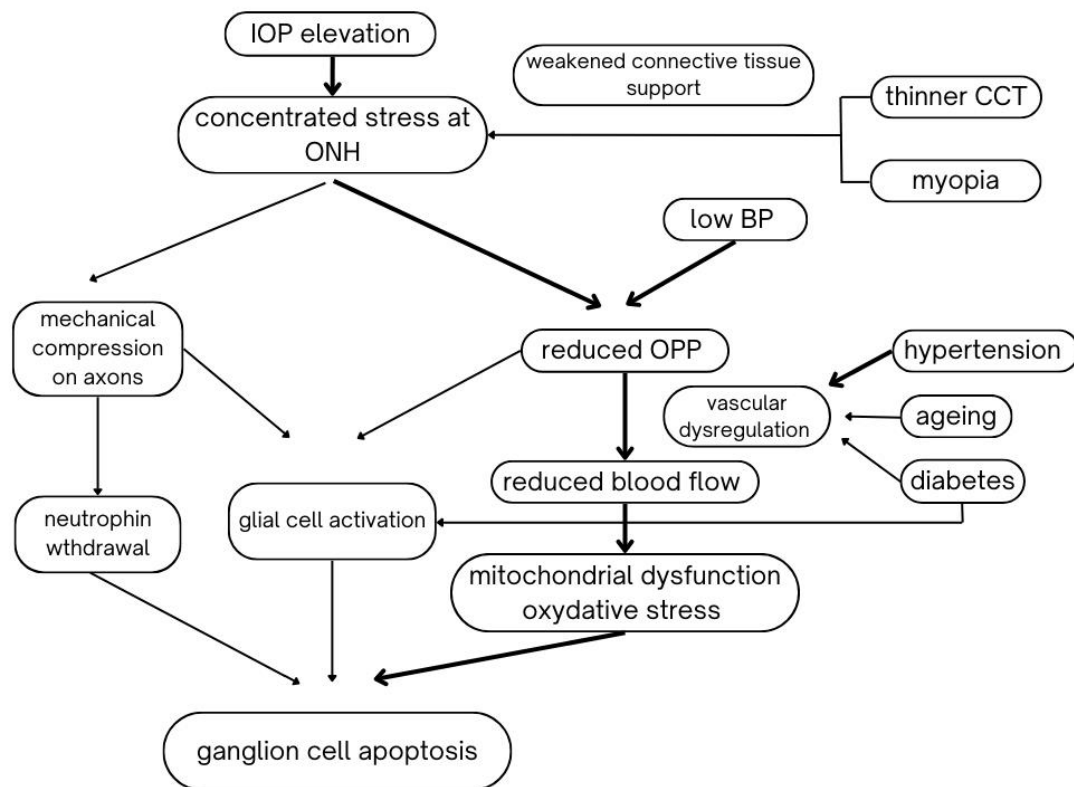 IOP elevation
weakened connective tissue
support
thinner CCT
concentrated stress at
ONH
myopia
low BP
mechanical
compression
on axons
reduced OPP
hypertension
vascular
dysregulation
ageing
reduced blood flow
diabetes
neutrophin
wthdrawal
glial cell activation
mitochondrial dysfunction
oxydative stress
ganglion cell apoptosis